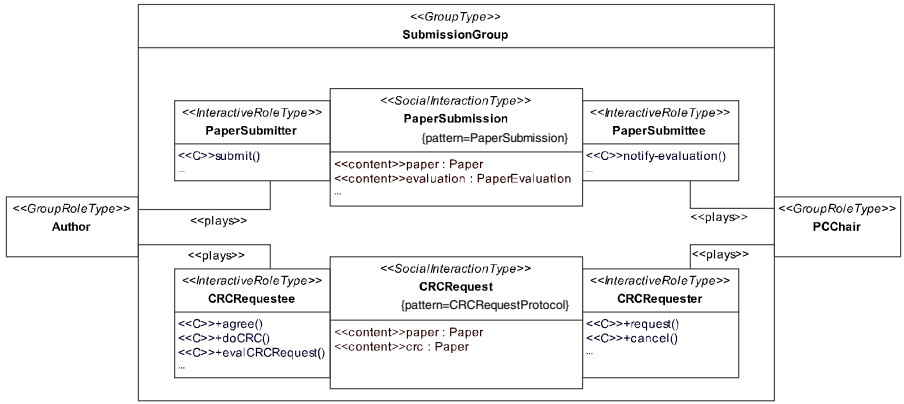 <<GroupType>>
SubmissionGroup
<<InteractiveRoleType>>
PaperSubmitter
<<C>>submit()
...
<<SocialInteractionType>>
PaperSubmission
{pattern=PaperSubmission}
<<content>>paper : Paper
<<content>>evaluation : PaperEvaluation
...
<<InteractiveRoleType>>
PaperSubmittee
<<C>>notify-evaluation()
...
<<GroupRoleType>>
Author
<<plays>>
<<plays>>
<<GroupRoleType>>
PCChair
<<plays>>
<<plays>>
<<InteractiveRoleType>>
CRCRequestee
<<C>>+agree()
<<C>>+doCRC()
<<C>>+evalCRCRequest()
...
<<SocialInteractionType>>
CRCRequest
{pattern=CRCRequestProtocol}
<<content>>paper : Paper
<<content>>crc : Paper
<<InteractiveRoleType>>
CRCRequester
<<C>>+request()
<<C>>+cancel()
...